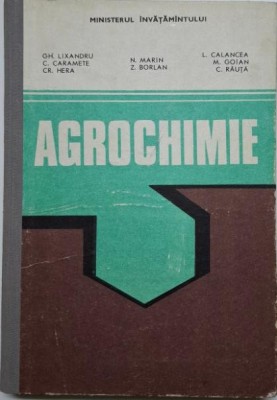 MINISTERUL ÎNVĂȚĂMÎNTULUI
GH. LIXANDRU
C. CARAMETE
CR. HERA
N. MARIN
Z. BORLAN
L. CALANCEA
M. GOIAN
C. RĂUȚĂ
AGROCHIMIE